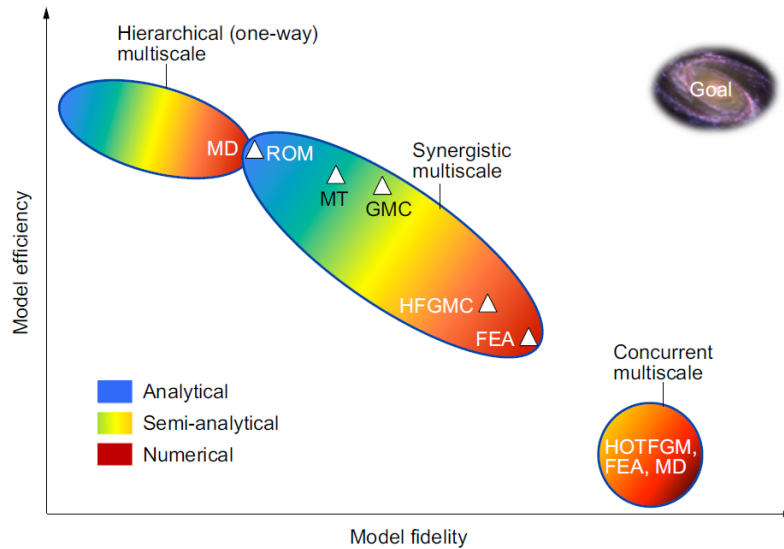 Hierarchical (one-way)
multiscale
Goal
MD
ROM
Synergistic
multiscale
MT
GMC
HFGMC
FEA
Concurrent
multiscale
Analytical
Semi-analytical
Numerical
HOTFGM,
FEA, MD
Model efficiency
Model fidelity